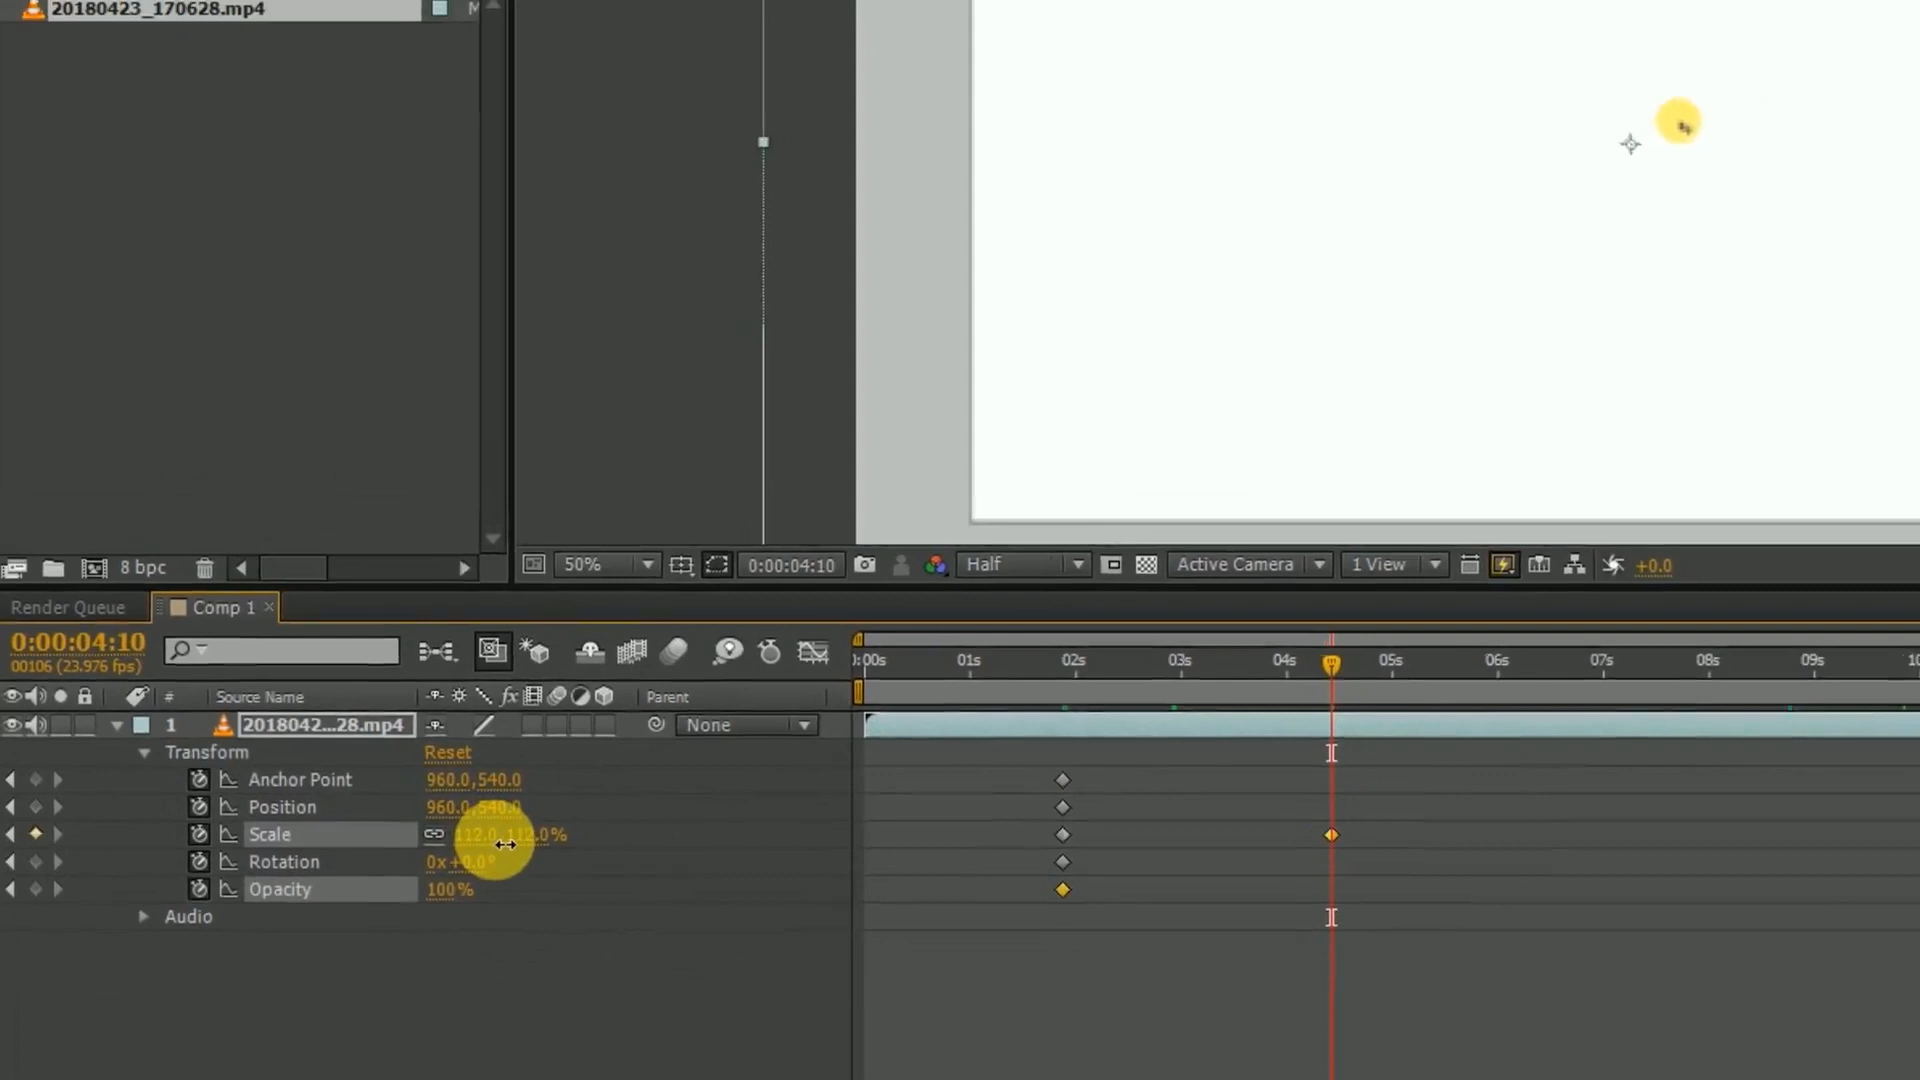 20180423_170628.mp4
M
8 bpc
50%
0:00:04:10
Half
Active Camera
1 View
+0.0
Render Queue
Comp 1
0:00:04:10
00106 (23.976 fps)
:00s 01s 02s 03s 04s 05s 06s 07s 08s 09s 10
# Source Name fx Parent
1 2018042...28.mp4 None
Transform Reset
Anchor Point 960.0,540.0
Position 960.0,540.0
Scale 112.0,112.0%
Rotation 0x+0.0°
Opacity 100%
Audio